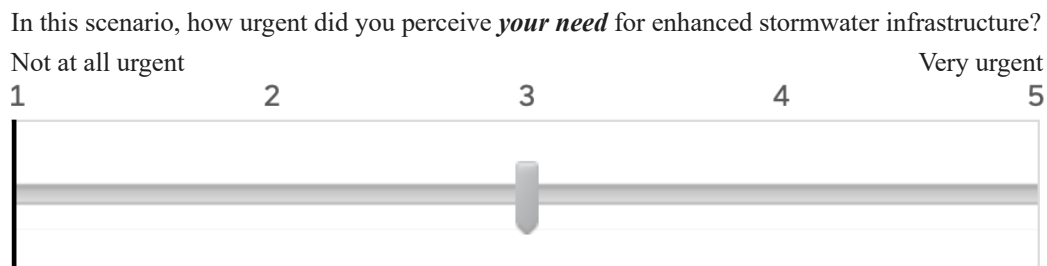 In this scenario, how urgent did you perceive your need for enhanced stormwater infrastructure?
Not at all urgent Very urgent
1 2 3 4 5